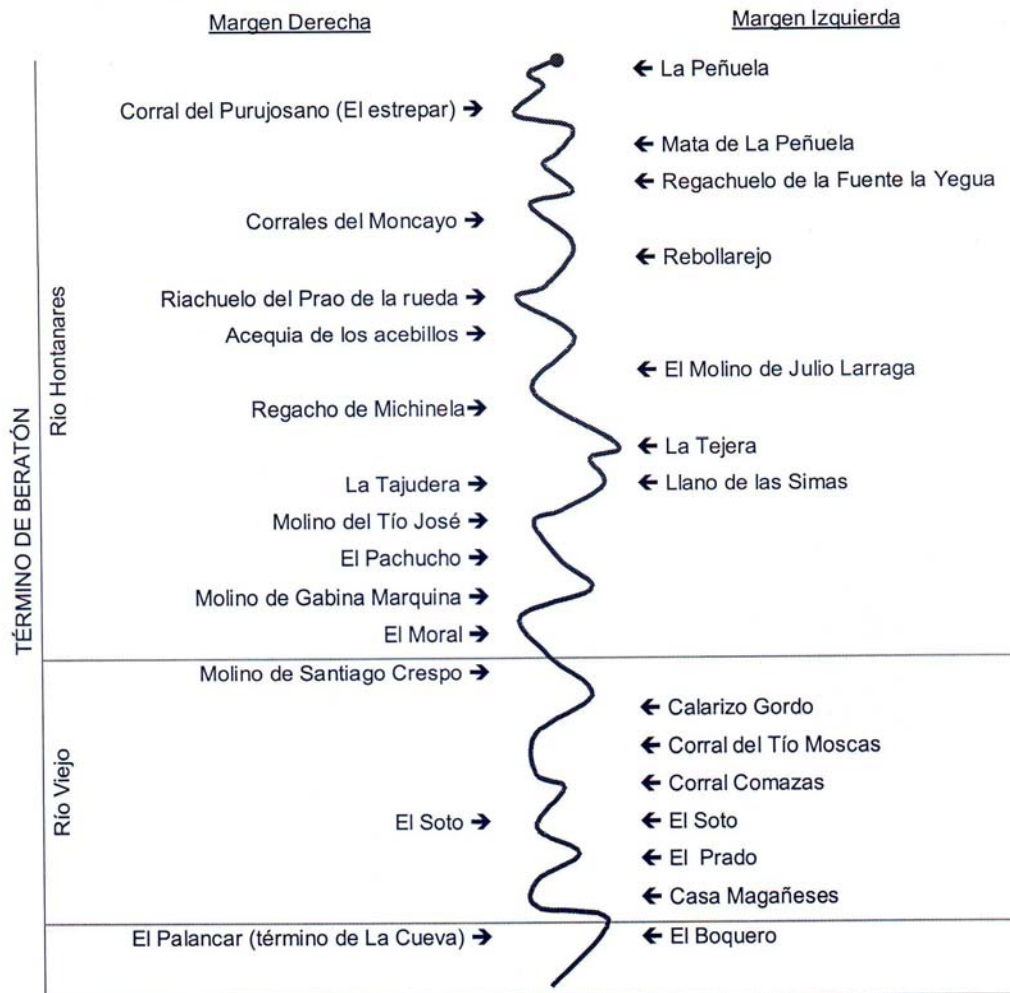 Margen Derecha
Margen Izquierda
← La Peñuela
Corral del Purujosano (El estrepar) →
← Mata de La Peñuela
← Regachuelo de la Fuente la Yegua
Corrales del Moncayo →
← Rebollarejo
Riachuelo del Prao de la rueda →
Acequia de los acebillos →
← El Molino de Julio Larraga
Regacho de Michinela →
← La Tejera
La Tajudera →
← Llano de las Simas
Molino del Tío José →
El Pachucho →
Molino de Gabina Marquina →
El Moral →
Molino de Santiago Crespo →
← Calarizo Gordo
← Corral del Tío Moscas
← Corral Comazas
El Soto →
← El Soto
← El Prado
← Casa Magañeses
El Palancar (término de La Cueva) →
← El Boquero
TÉRMINO DE BERATÓN
Rio Hontanares
Río Viejo